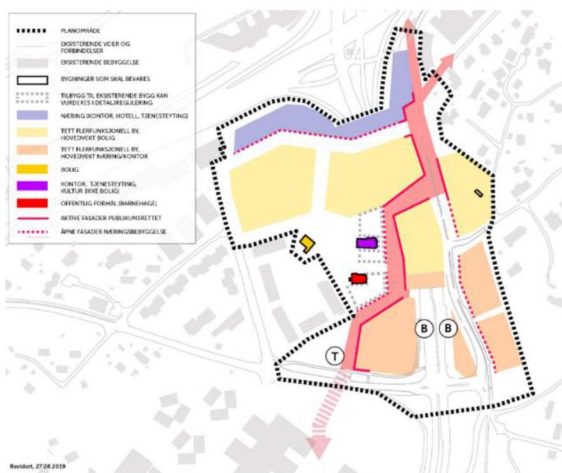 PLANOMRÅDE
EKSISTERENDE VEIER OG
FORBINDELSER
EKSISTERENDE BEBYGGELSE
BYGNINGER SOM SKAL BEVARES
TILBYGG TIL EKSISTERENDE BYGG KAN
VURDERES I DETALJREGULERING
NÆRING (KONTOR, HOTELL, TJENESTEYTING)
TETT FLERFUNKSJONELL BY,
HOVEDVEKT BOLIG
TETT FLERFUNKSJONELL BY,
HOVEDVEKT NÆRING/KONTOR
BOLIG
KONTOR, TJENESTEYTING,
KULTUR (IKKE BOLIG)
OFFENTLIG FORMÅL (BARNEHAGE)
AKTIVE FASADER PUBLIKUMSRETTET
ÅPNE FASADER NÆRINGSBEBYGGELSE
B B
T
Revidert, 27.08.2019